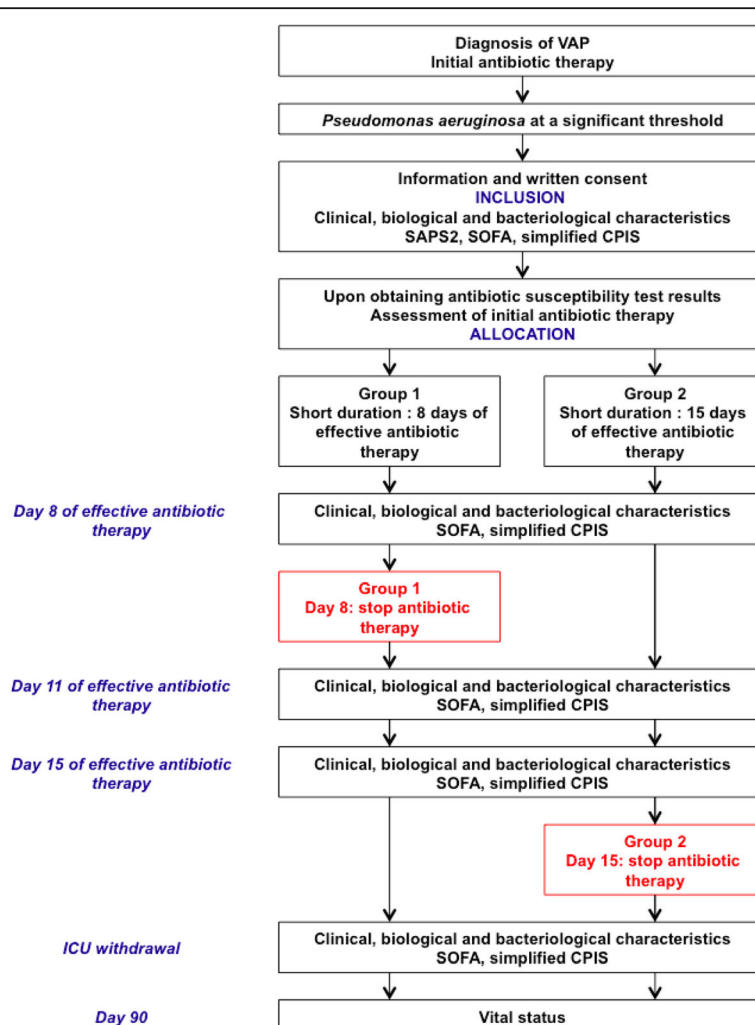 Diagnosis of VAP
Initial antibiotic therapy
Pseudomonas aeruginosa at a significant threshold
Information and written consent
INCLUSION
Clinical, biological and bacteriological characteristics
SAPS2, SOFA, simplified CPIS
Upon obtaining antibiotic susceptibility test results
Assessment of initial antibiotic therapy
ALLOCATION
Group 1
Short duration : 8 days of
effective antibiotic
therapy
Group 2
Short duration : 15 days
of effective antibiotic
therapy
Day 8 of effective antibiotic
therapy
Clinical, biological and bacteriological characteristics
SOFA, simplified CPIS
Group 1
Day 8: stop antibiotic
therapy
Day 11 of effective antibiotic
therapy
Clinical, biological and bacteriological characteristics
SOFA, simplified CPIS
Day 15 of effective antibiotic
therapy
Clinical, biological and bacteriological characteristics
SOFA, simplified CPIS
Group 2
Day 15: stop antibiotic
therapy
ICU withdrawal
Clinical, biological and bacteriological characteristics
SOFA, simplified CPIS
Day 90
Vital status